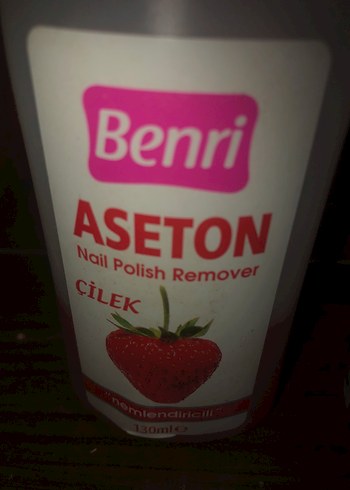 Benri
ASETON
Nail Polish Remover
ÇİLEK
"nemlendiricili"
130ml ℮